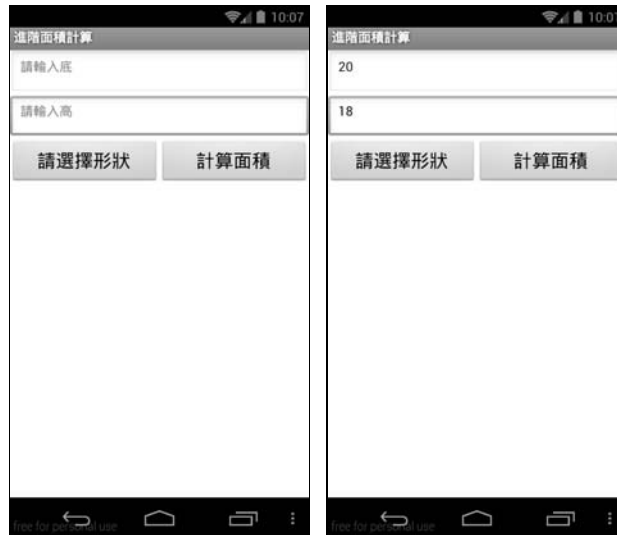 10:07
進階面積計算
請輸入底
請輸入高
請選擇形狀 計算面積
free for personal use
10:07
進階面積計算
20
18
請選擇形狀 計算面積
free for personal use